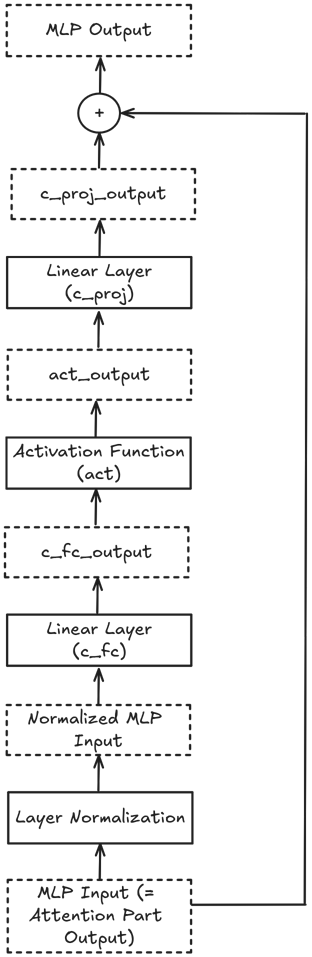 MLP Output
+
c_proj_output
Linear Layer
(c_proj)
act_output
Activation Function
(act)
c_fc_output
Linear Layer
(c_fc)
Normalized MLP
Input
Layer Normalization
MLP Input (=
Attention Part
Output)